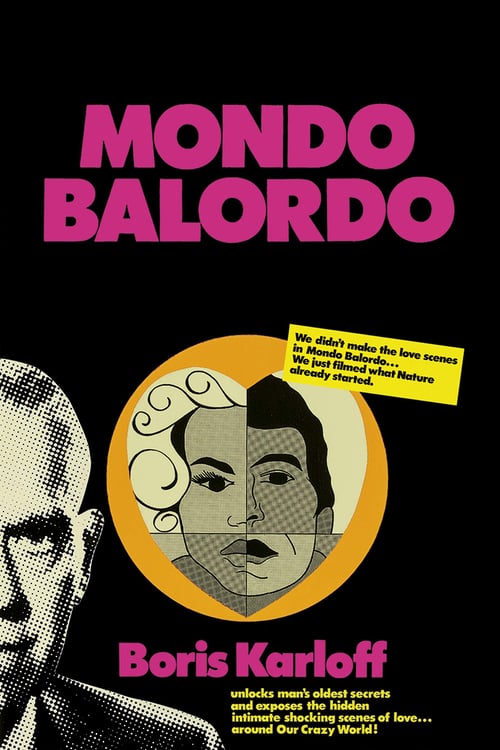 MONDO
BALORDO
We didn't make the love scenes
in Mondo Balordo...
We just filmed what Nature
already started.
Boris Karloff
unlocks man's oldest secrets
and exposes the hidden
intimate shocking scenes of love...
around Our Crazy World!